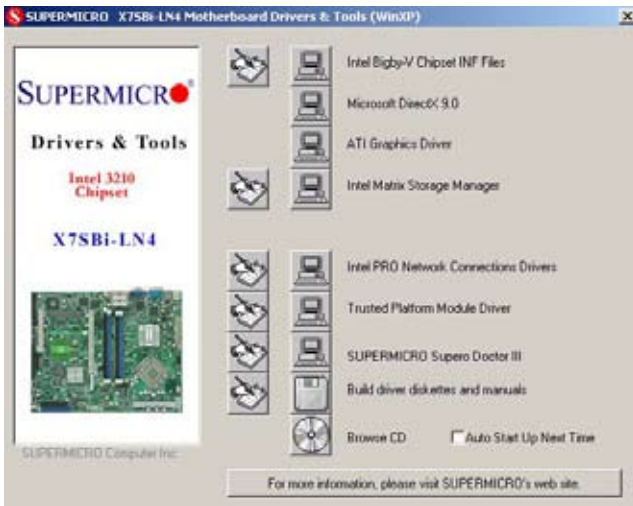 SUPERMICRO X7SBi-LN4 Motherboard Drivers & Tools (WinXP)
SUPERMICRO
Drivers & Tools
Intel 3210
Chipset
X7SBi-LN4
SUPERMICRO Computer Inc.
Intel Bigby-V Chipset INF Files
Microsoft DirectX 9.0
ATI Graphics Driver
Intel Matrix Storage Manager
Intel PRO Network Connections Drivers
Trusted Platform Module Driver
SUPERMICRO Supero Doctor III
Build driver diskettes and manuals
Browse CD
Auto Start Up Next Time
For more information, please visit SUPERMICRO's web site.